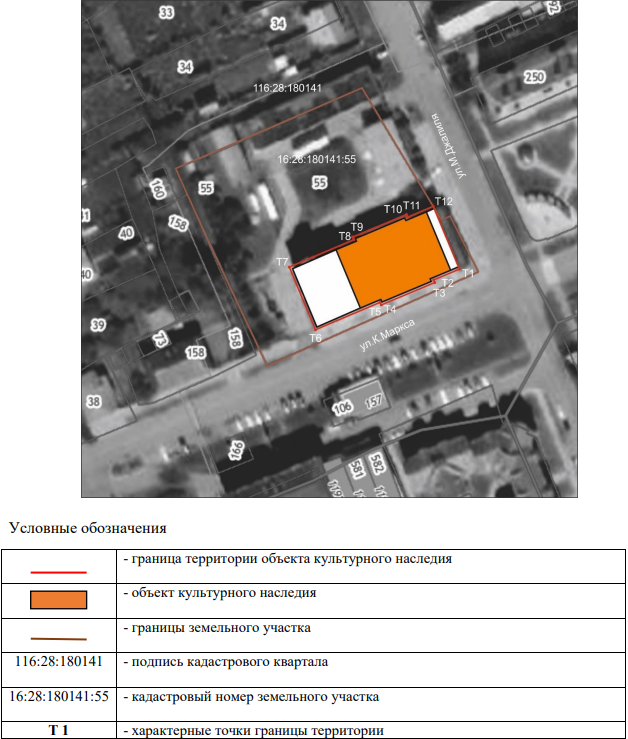 33
34
52
34
250
116:28:180141
ул.М.Джалиля
16:28:180141:55
160
55
55
158
T10 T11 T12
40
T9
T8
T7
T1
40
T2
T3
T5 T4
39
T6
ул.К.Маркса
73
158
158
38
106
157
166
581
582
Условные обозначения
- граница территории объекта культурного наследия
- объект культурного наследия
- границы земельного участка
116:28:180141 - подпись кадастрового квартала
16:28:180141:55 - кадастровый номер земельного участка
Т 1 - характерные точки границы территории